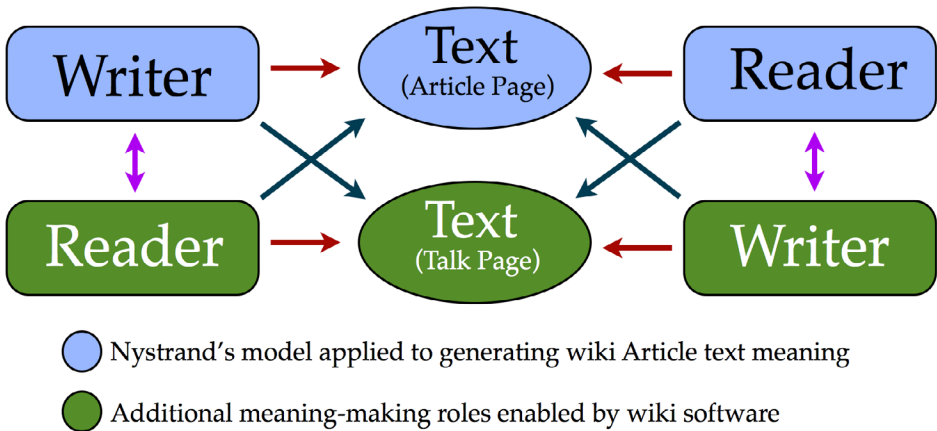 Writer
Text
(Article Page)
Reader
Reader
Text
(Talk Page)
Writer
Nystrand's model applied to generating wiki Article text meaning
Additional meaning-making roles enabled by wiki software